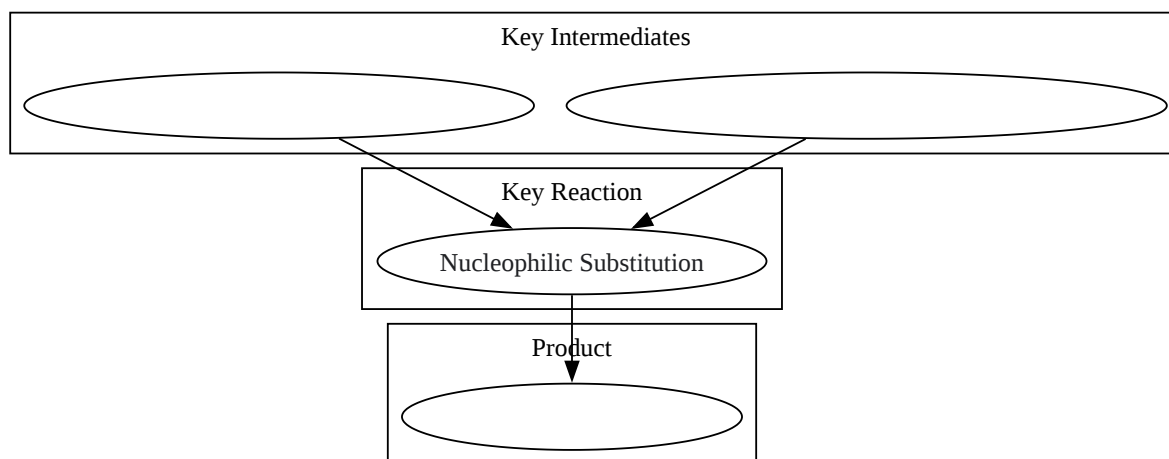 Key Intermediates
Key Reaction
Nucleophilic Substitution
Product